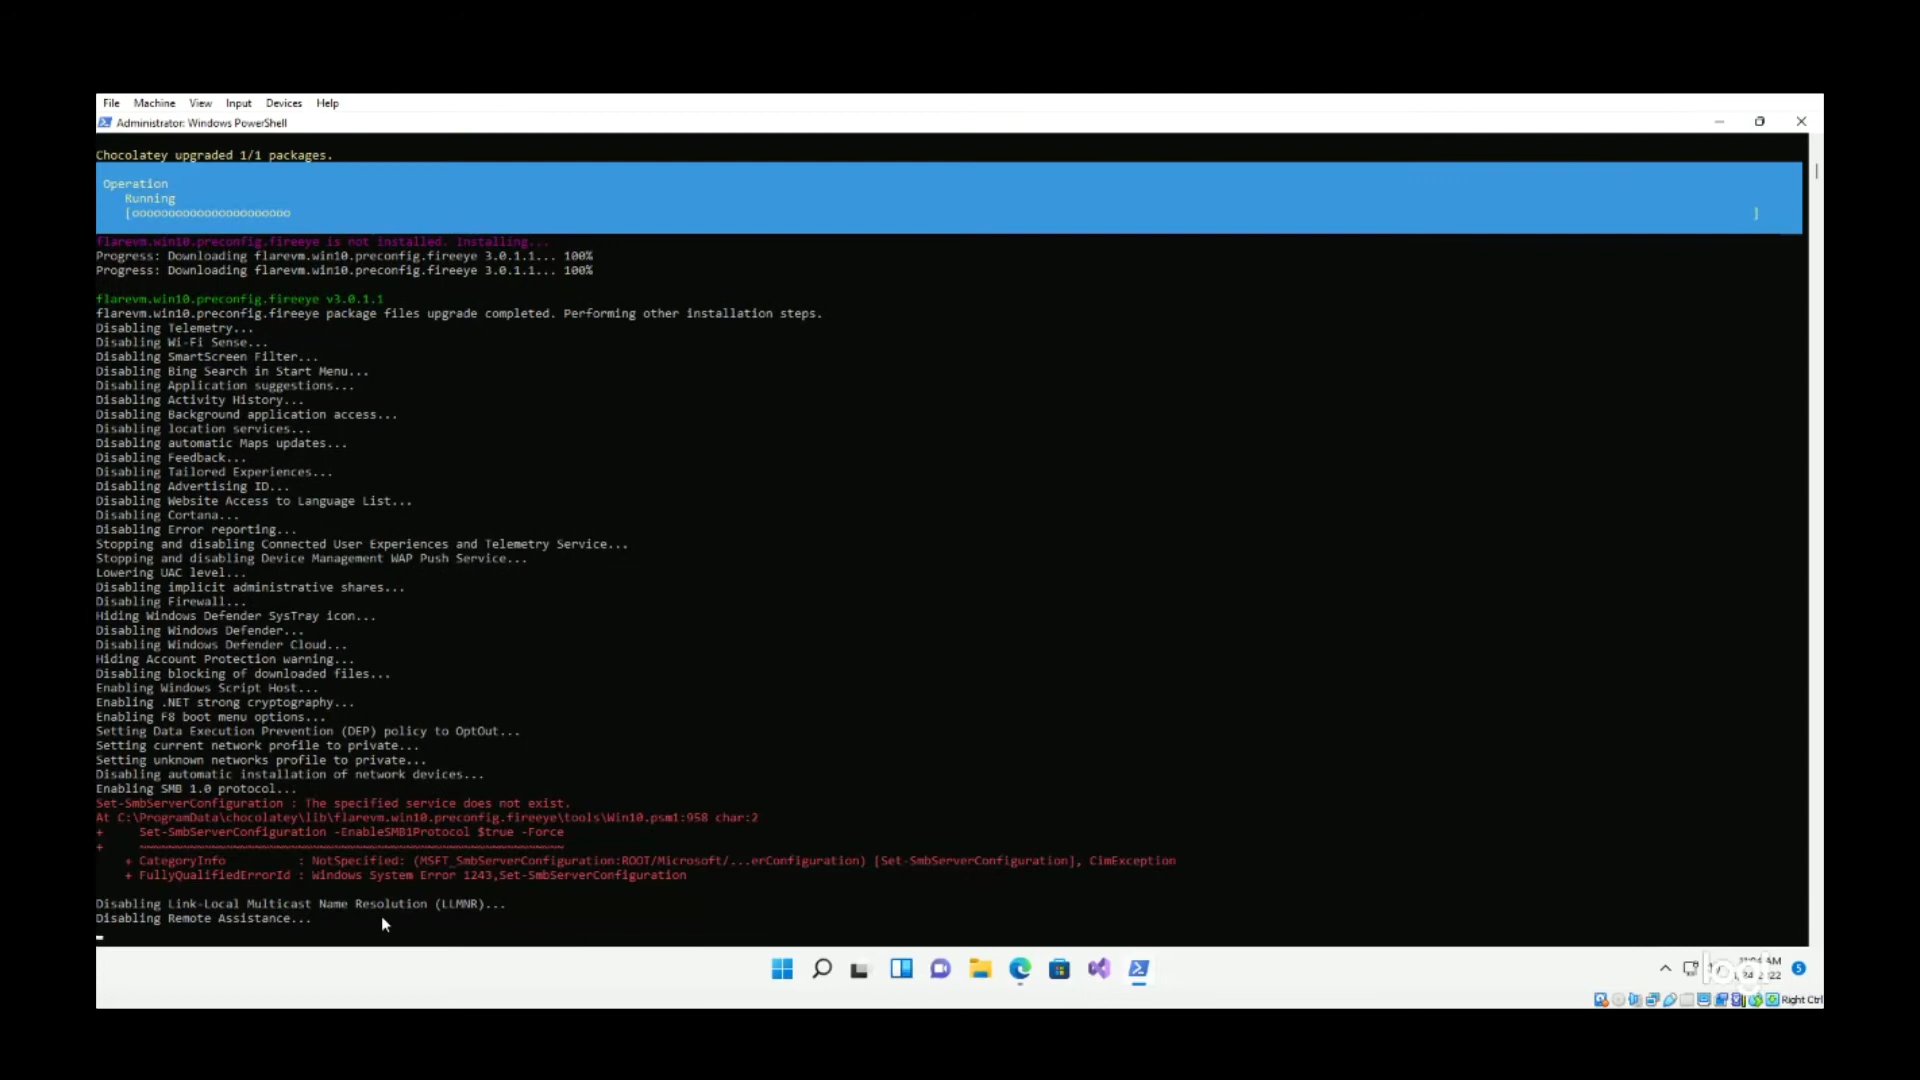 File Machine View Input Devices Help
Administrator: Windows PowerShell
Chocolatey upgraded 1/1 packages.
Operation
Running
[oooooooooooooooooooooo ]
flarevm.win10.preconfig.fireeye is not installed. Installing...
Progress: Downloading flarevm.win10.preconfig.fireeye 3.0.1.1... 100%
Progress: Downloading flarevm.win10.preconfig.fireeye 3.0.1.1... 100%
flarevm.win10.preconfig.fireeye v3.0.1.1
flarevm.win10.preconfig.fireeye package files upgrade completed. Performing other installation steps.
Disabling Telemetry...
Disabling Wi-Fi Sense...
Disabling SmartScreen Filter...
Disabling Bing Search in Start Menu...
Disabling Application suggestions...
Disabling Activity History...
Disabling Background application access...
Disabling location services...
Disabling automatic Maps updates...
Disabling Feedback...
Disabling Tailored Experiences...
Disabling Advertising ID...
Disabling Website Access to Language List...
Disabling Cortana...
Disabling Error reporting...
Stopping and disabling Connected User Experiences and Telemetry Service...
Stopping and disabling Device Management WAP Push Service...
Lowering UAC level...
Disabling implicit administrative shares...
Disabling Firewall...
Hiding Windows Defender SysTray icon...
Disabling Windows Defender...
Disabling Windows Defender Cloud...
Hiding Account Protection warning...
Disabling blocking of downloaded files...
Enabling Windows Script Host...
Enabling .NET strong cryptography...
Enabling F8 boot menu options...
Setting Data Execution Prevention (DEP) policy to OptOut...
Setting current network profile to private...
Setting unknown networks profile to private...
Disabling automatic installation of network devices...
Enabling SMB 1.0 protocol...
Set-SmbServerConfiguration : The specified service does not exist.
At C:\ProgramData\chocolatey\lib\flarevm.win10.preconfig.fireeye\tools\Win10.psm1:958 char:2
+ Set-SmbServerConfiguration -EnableSMB1Protocol $true -Force
+ ~~~~~~~~~~~~~~~~~~~~~~~~~~~~~~~~~~~~~~~~~~~~~~~~~~~~~~~~~~~
+ CategoryInfo : NotSpecified: (MSFT_SmbServerConfiguration:ROOT/Microsoft/...erConfiguration) [Set-SmbServerConfiguration], CimException
+ FullyQualifiedErrorId : Windows System Error 1243,Set-SmbServerConfiguration
Disabling Link-Local Multicast Name Resolution (LLMNR)...
Disabling Remote Assistance...
AM
5
Right Ctrl